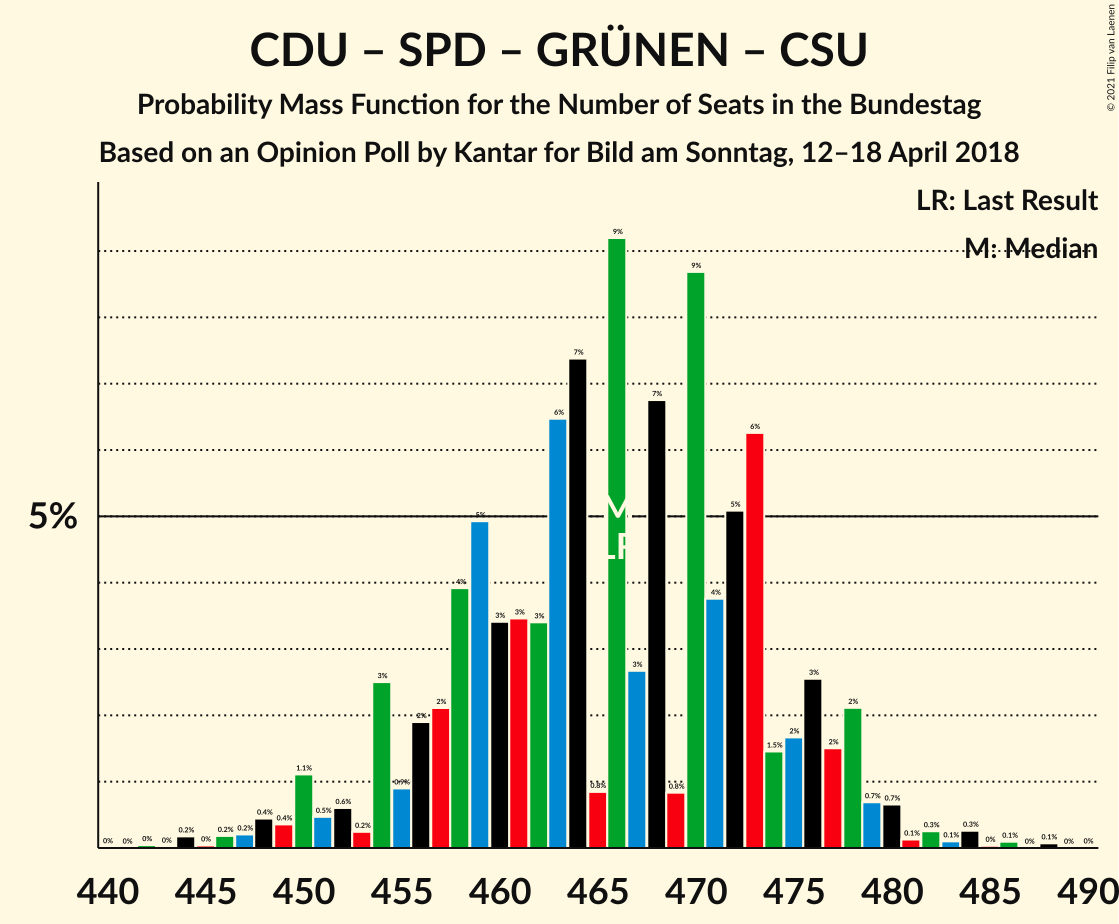 CDU – SPD – GRÜNEN – CSU
Probability Mass Function for the Number of Seats in the Bundestag
Based on an Opinion Poll by Kantar for Bild am Sonntag, 12–18 April 2018
© 2021 Filip van Laenen
LR: Last Result
M: Median
5%
0% 0% 0% 0% 0.2% 0% 0.2% 0.2% 0.4% 0.4% 1.1% 0.5% 0.6% 0.2% 3% 0.9% 2% 2% 4% 5% 3% 3% 3% 6% 7% 0.8% 9% 3% 7% 0.8% 9% 4% 5% 6% 1.5% 2% 3% 2% 2% 0.7% 0.7% 0.1% 0.3% 0.1% 0.3% 0% 0.1% 0% 0.1% 0% 0%
M
LR
440 445 450 455 460 465 470 475 480 485 490